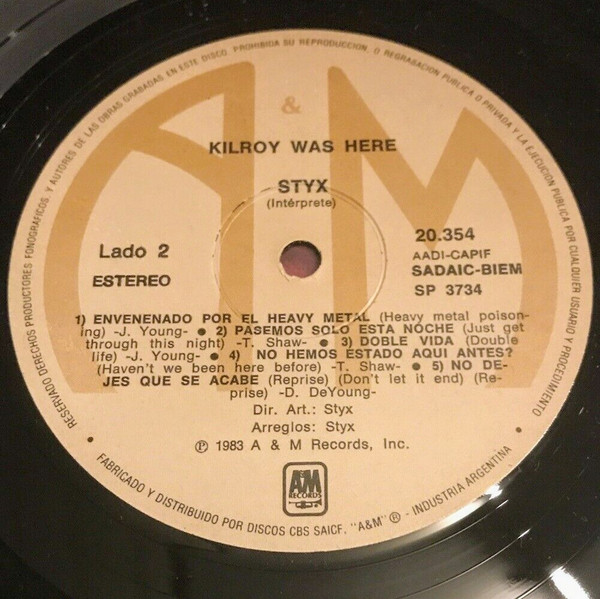 RESERVADO DERECHOS PRODUCTORES FONOGRAFICOS Y AUTORES DE LAS OBRAS GRABADAS EN ESTE DISCO. PROHIBIDA SU REPRODUCCION, O REGRABACION PUBLICA O PRIVADA Y LA EJECUCION PUBLICA POR CUALQUIER USUARIO Y PROCEDIMIENTO
A&M
KILROY WAS HERE
STYX
(Intérprete)
Lado 2
ESTEREO
20.354
AADI-CAPIF
SADAIC-BIEM
SP 3734
1) ENVENENADO POR EL HEAVY METAL (Heavy metal poison-
ing) -J. Young- ● 2) PASEMOS SOLO ESTA NOCHE (Just get
through this night) -T. Shaw- ● 3) DOBLE VIDA (Double
life) -J. Young- ● 4) NO HEMOS ESTADO AQUI ANTES?
(Haven't we been here before) -T. Shaw- ● 5) NO DE-
JES QUE SE ACABE (Reprise) (Don't let it end) (Re-
prise) -D. DeYoung-
Dir. Art.: Styx
Arreglos: Styx
℗ 1983 A & M Records, Inc.
A&M
RECORDS
• FABRICADO Y DISTRIBUIDO POR DISCOS CBS SAICF. "A&M" ® - INDUSTRIA ARGENTINA •